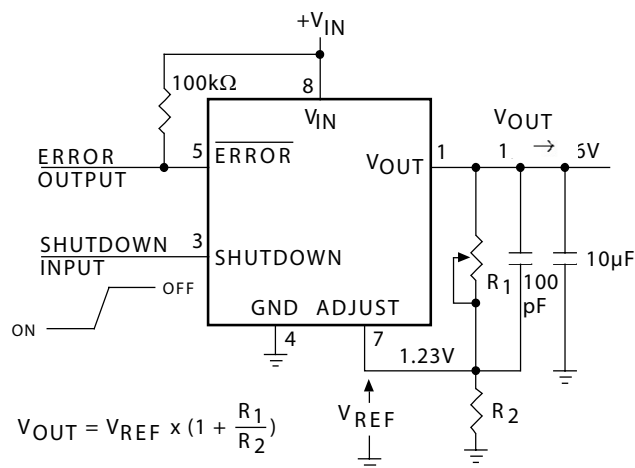 +VIN
100kΩ
8
VIN
ERROR
OUTPUT
5
ERROR
VOUT
1
VOUT
1 → 6V
SHUTDOWN
INPUT
3
SHUTDOWN
R1
100
pF
10µF
ON
OFF
GND
ADJUST
4
7
1.23V
VREF
R2
VOUT = VREF x (1 + R1
R2)